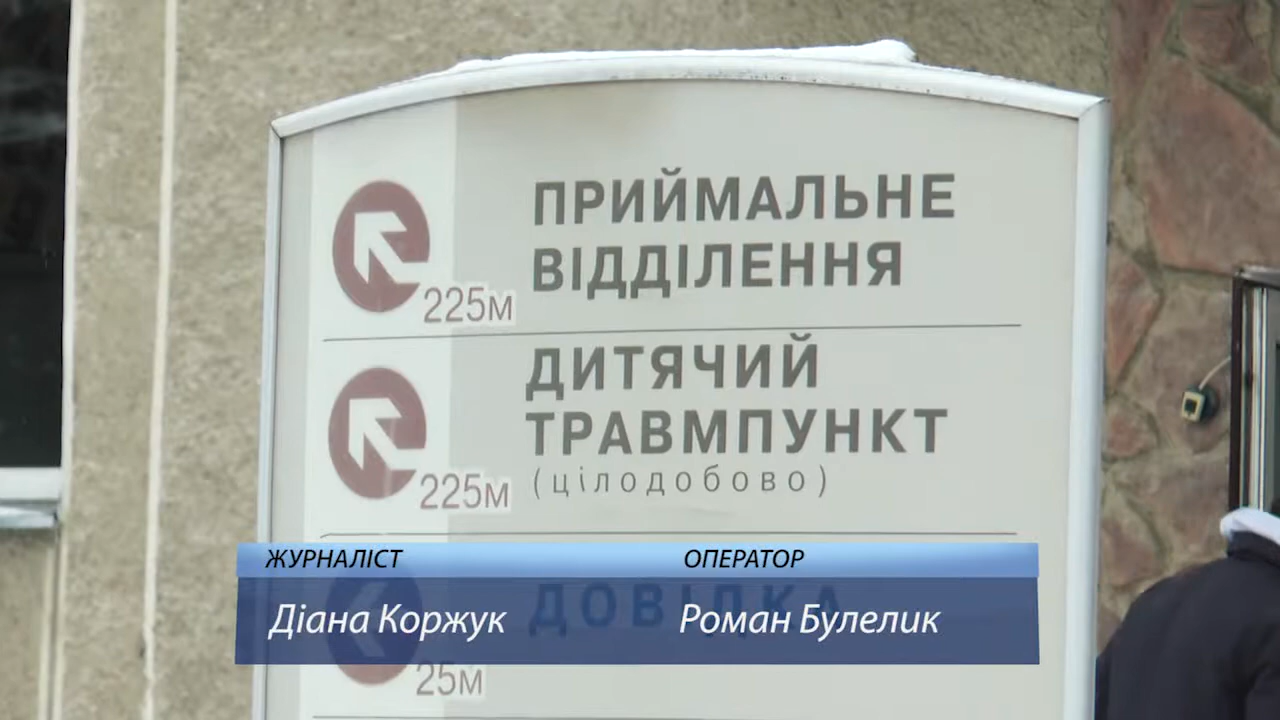 ПРИЙМАЛЬНЕ
ВІДДІЛЕННЯ
225м
ДИТЯЧИЙ
ТРАВМПУНКТ
(цілодобово)
225м
ЖУРНАЛІСТ
ОПЕРАТОР
ДОВІДКА
Діана Коржук
Роман Булелик
25м